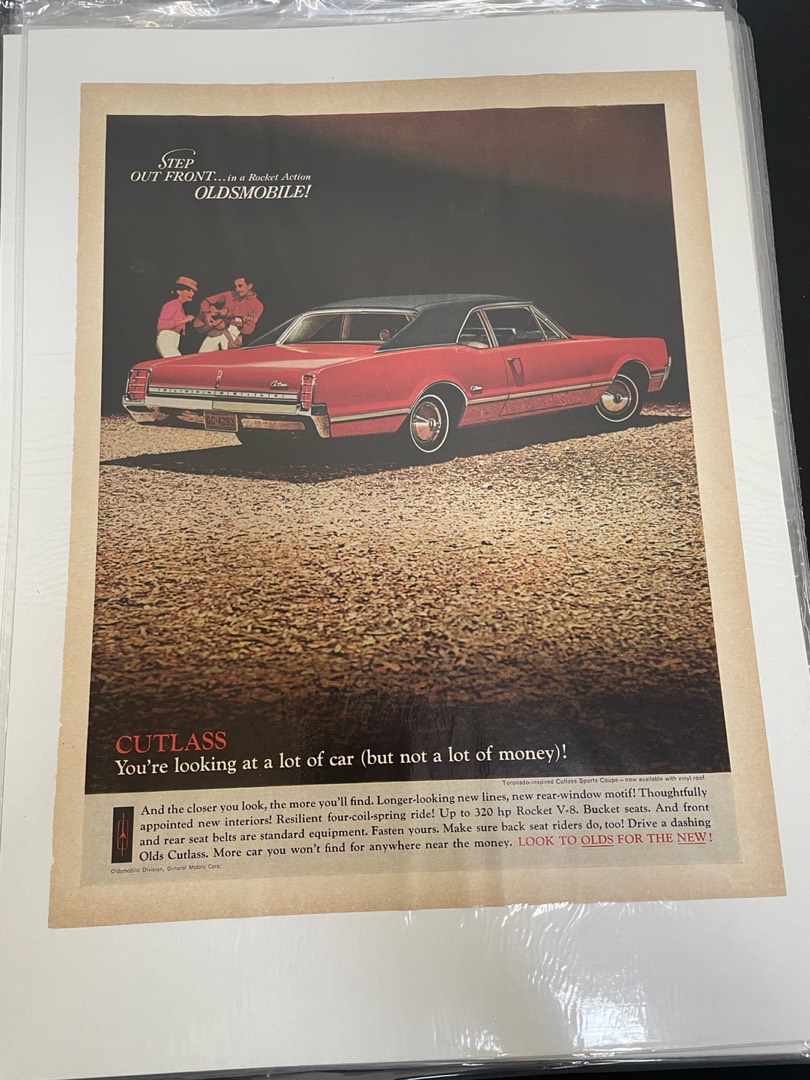 STEP
OUT FRONT...in a Rocket Action
OLDSMOBILE!
Cutlass
OLDSMOBILE
Cutlass
CUTLASS
You're looking at a lot of car (but not a lot of money)!
Toronado-inspired Cutlass Sports Coupe—now available with vinyl roof.
And the closer you look, the more you'll find. Longer-looking new lines, new rear-window motif! Thoughtfully
appointed new interiors! Resilient four-coil-spring ride! Up to 320 hp Rocket V-8. Bucket seats. And front
and rear seat belts are standard equipment. Fasten yours. Make sure back seat riders do, too! Drive a dashing
Olds Cutlass. More car you won't find for anywhere near the money. LOOK TO OLDS FOR THE NEW!
Oldsmobile Division, General Motors Corp.